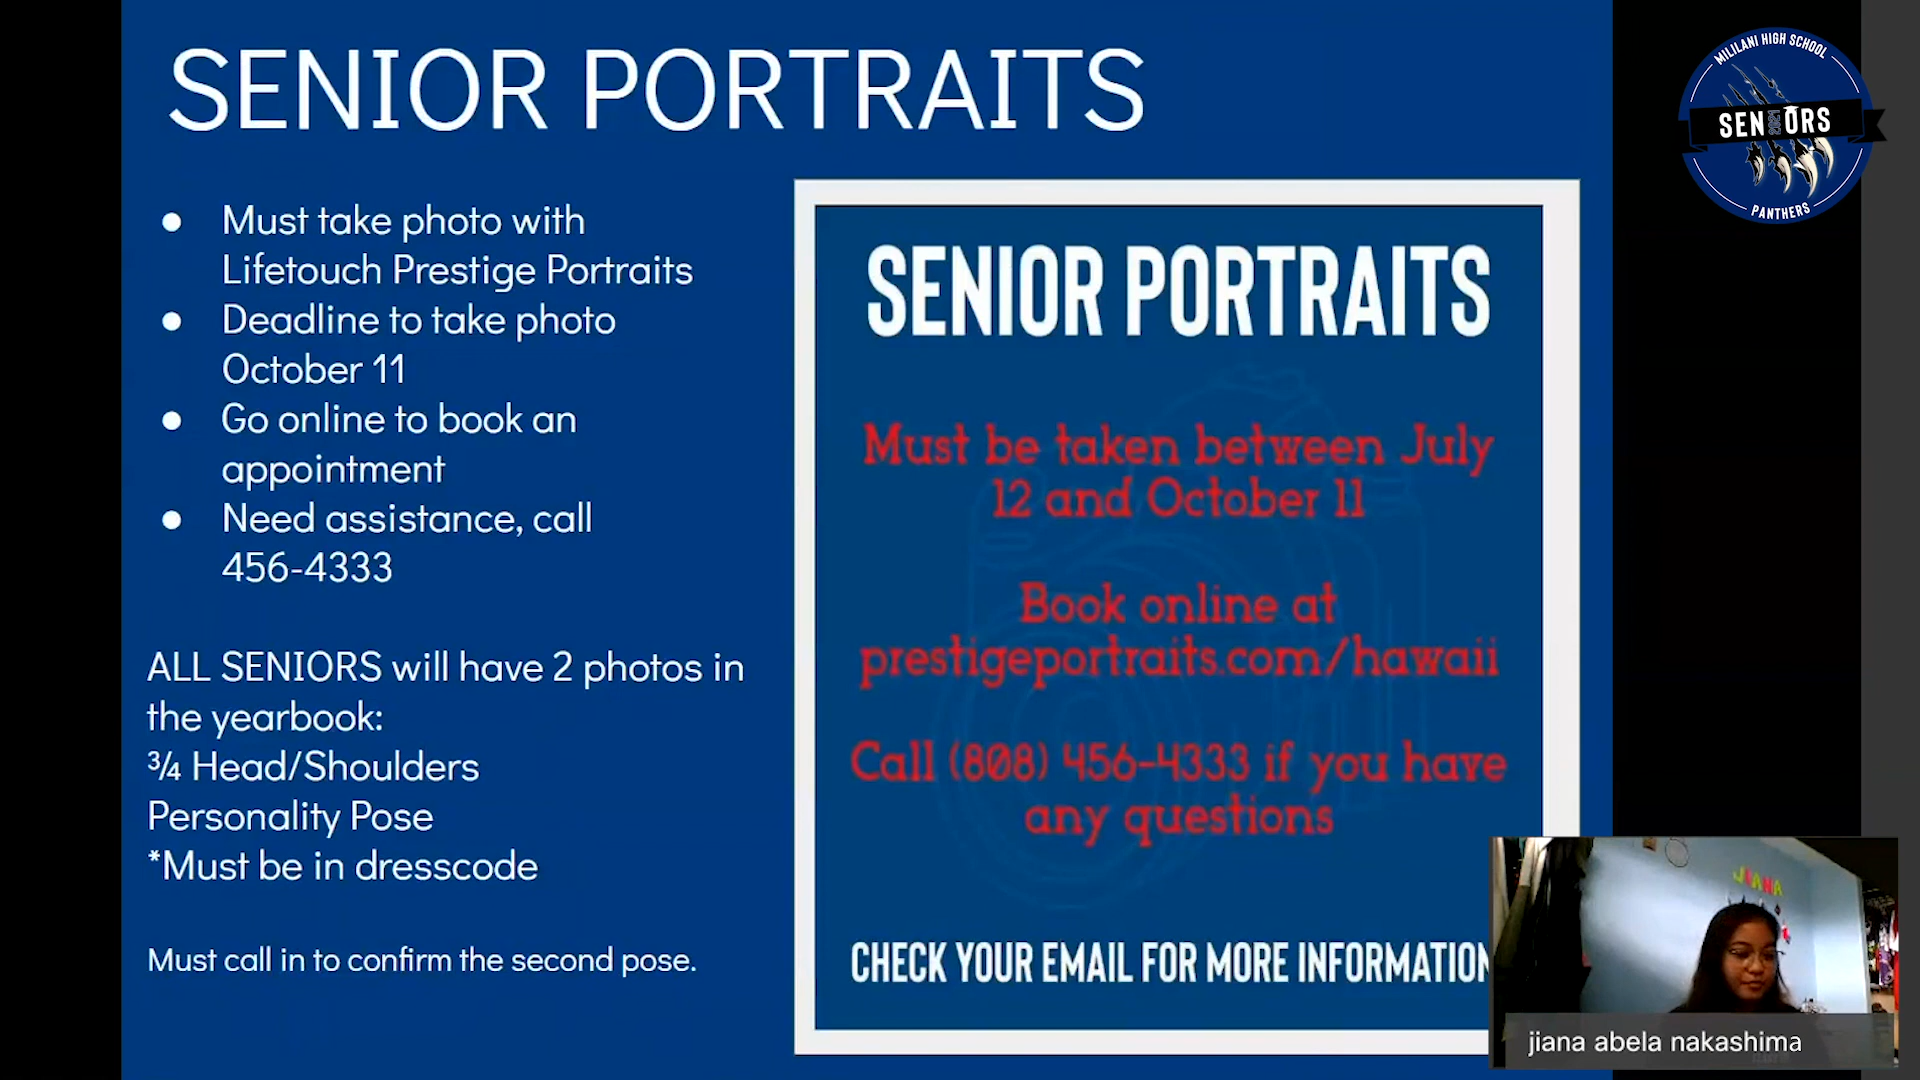 SENIOR PORTRAITS
● Must take photo with
Lifetouch Prestige Portraits
● Deadline to take photo
October 11
● Go online to book an
appointment
● Need assistance, call
456-4333
ALL SENIORS will have 2 photos in
the yearbook:
¾ Head/Shoulders
Personality Pose
*Must be in dresscode
Must call in to confirm the second pose.
SENIOR PORTRAITS
Must be taken between July
12 and October 11
Book online at
prestigeportraits.com/hawaii
Call (808) 456-4333 if you have
any questions
CHECK YOUR EMAIL FOR MORE INFORMATION
MILILANI HIGH SCHOOL
SENIORS
2021
PANTHERS
JIANA
jiana abela nakashima